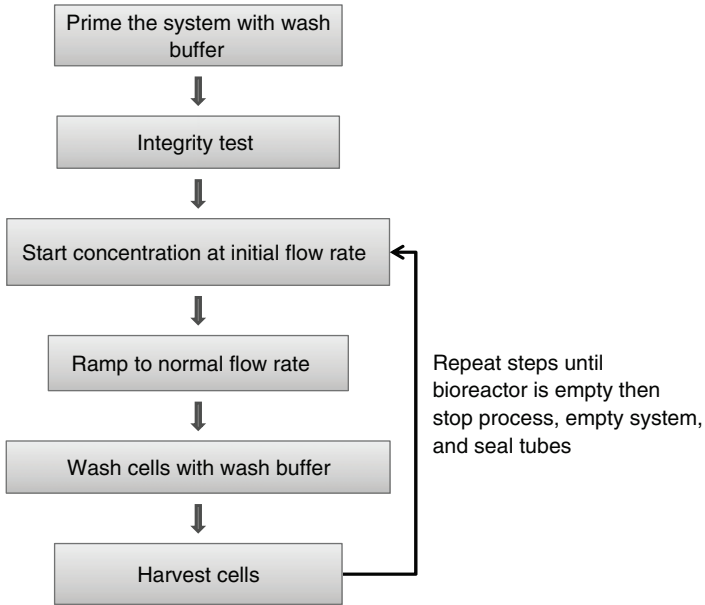 Prime the system with wash
buffer
Integrity test
Start concentration at initial flow rate
Ramp to normal flow rate
Wash cells with wash buffer
Harvest cells
Repeat steps until
bioreactor is empty then
stop process, empty system,
and seal tubes